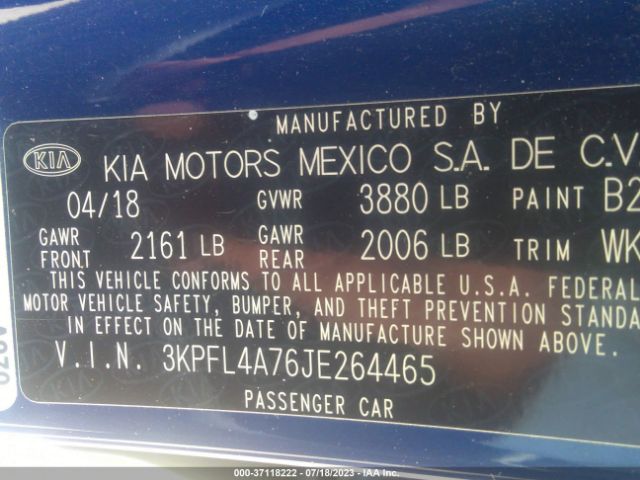 MANUFACTURED BY
KIA KIA MOTORS MEXICO S.A. DE C.V
04/18 GVWR 3880 LB PAINT B2
GAWR FRONT 2161 LB GAWR REAR 2006 LB TRIM WK
THIS VEHICLE CONFORMS TO ALL APPLICABLE U.S.A. FEDERAL
MOTOR VEHICLE SAFETY, BUMPER, AND THEFT PREVENTION STANDA
IN EFFECT ON THE DATE OF MANUFACTURE SHOWN ABOVE.
V.I.N. 3KPFL4A76JE264465
PASSENGER CAR
000-37118222 - 07/18/2023 - IAA Inc.